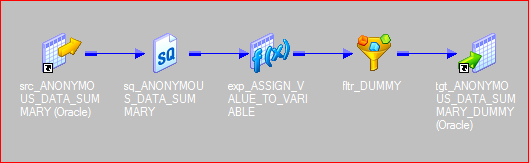 SQ
f(x)
src_ANONYMO
US_DATA_SUM
MARY (Oracle)
sq_ANONYMOU
S_DATA_SUM
MARY
exp_ASSIGN_V
ALUE_TO_VARI
ABLE
fltr_DUMMY
tgt_ANONYMO
US_DATA_SUM
MARY_DUMMY
(Oracle)